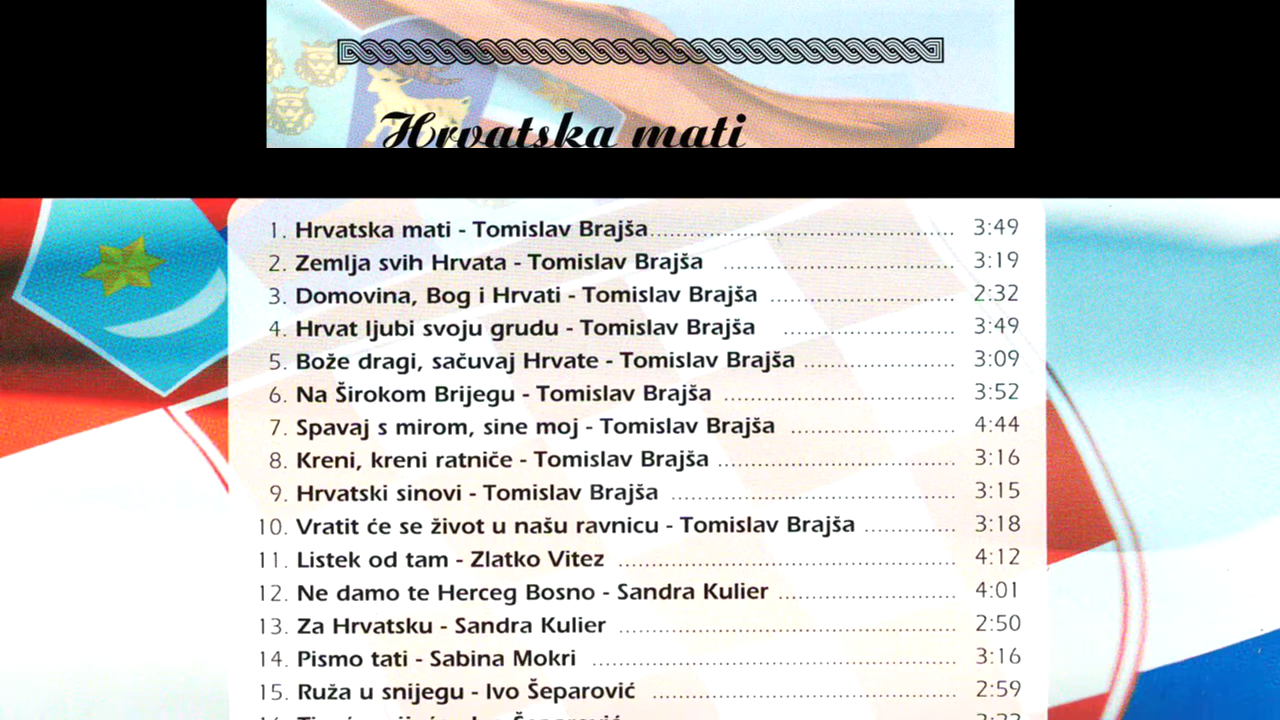 Hrvatska mati
1. Hrvatska mati - Tomislav Brajša.............................................. 3:49
2. Zemlja svih Hrvata - Tomislav Brajša ................................... 3:19
3. Domovina, Bog i Hrvati - Tomislav Brajša ............................ 2:32
4. Hrvat ljubi svoju grudu - Tomislav Brajša .......................... 3:49
5. Bože dragi, sačuvaj Hrvate - Tomislav Brajša ....................... 3:09
6. Na Širokom Brijegu - Tomislav Brajša ................................... 3:52
7. Spavaj s mirom, sine moj - Tomislav Brajša ......................... 4:44
8. Kreni, kreni ratniče - Tomislav Brajša .................................... 3:16
9. Hrvatski sinovi - Tomislav Brajša ........................................... 3:15
10. Vratit će se život u našu ravnicu - Tomislav Brajša .............. 3:18
11. Listek od tam - Zlatko Vitez ................................................... 4:12
12. Ne damo te Herceg Bosno - Sandra Kulier ........................... 4:01
13. Za Hrvatsku - Sandra Kulier ................................................... 2:50
14. Pismo tati - Sabina Mokri ....................................................... 3:16
15. Ruža u snijegu - Ivo Šeparović .............................................. 2:59